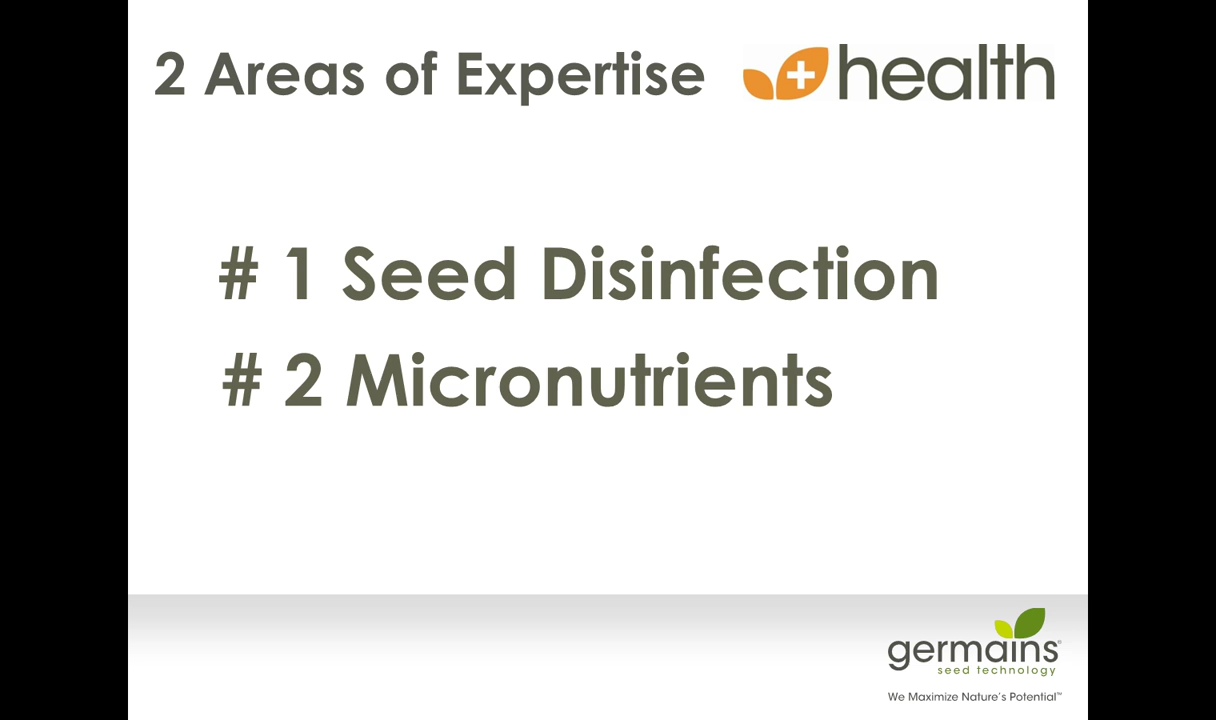 2 Areas of Expertise health
# 1 Seed Disinfection
# 2 Micronutrients
germains®
seed technology
We Maximize Nature's Potential™